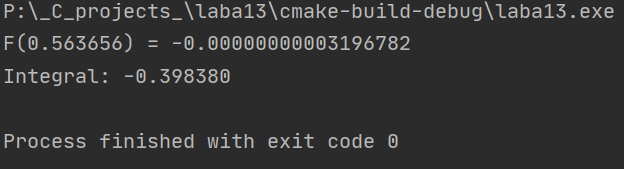 P:\_C_projects_\laba13\cmake-build-debug\laba13.exe
F(0.563656) = -0.00000000003196782
Integral: -0.398380
Process finished with exit code 0